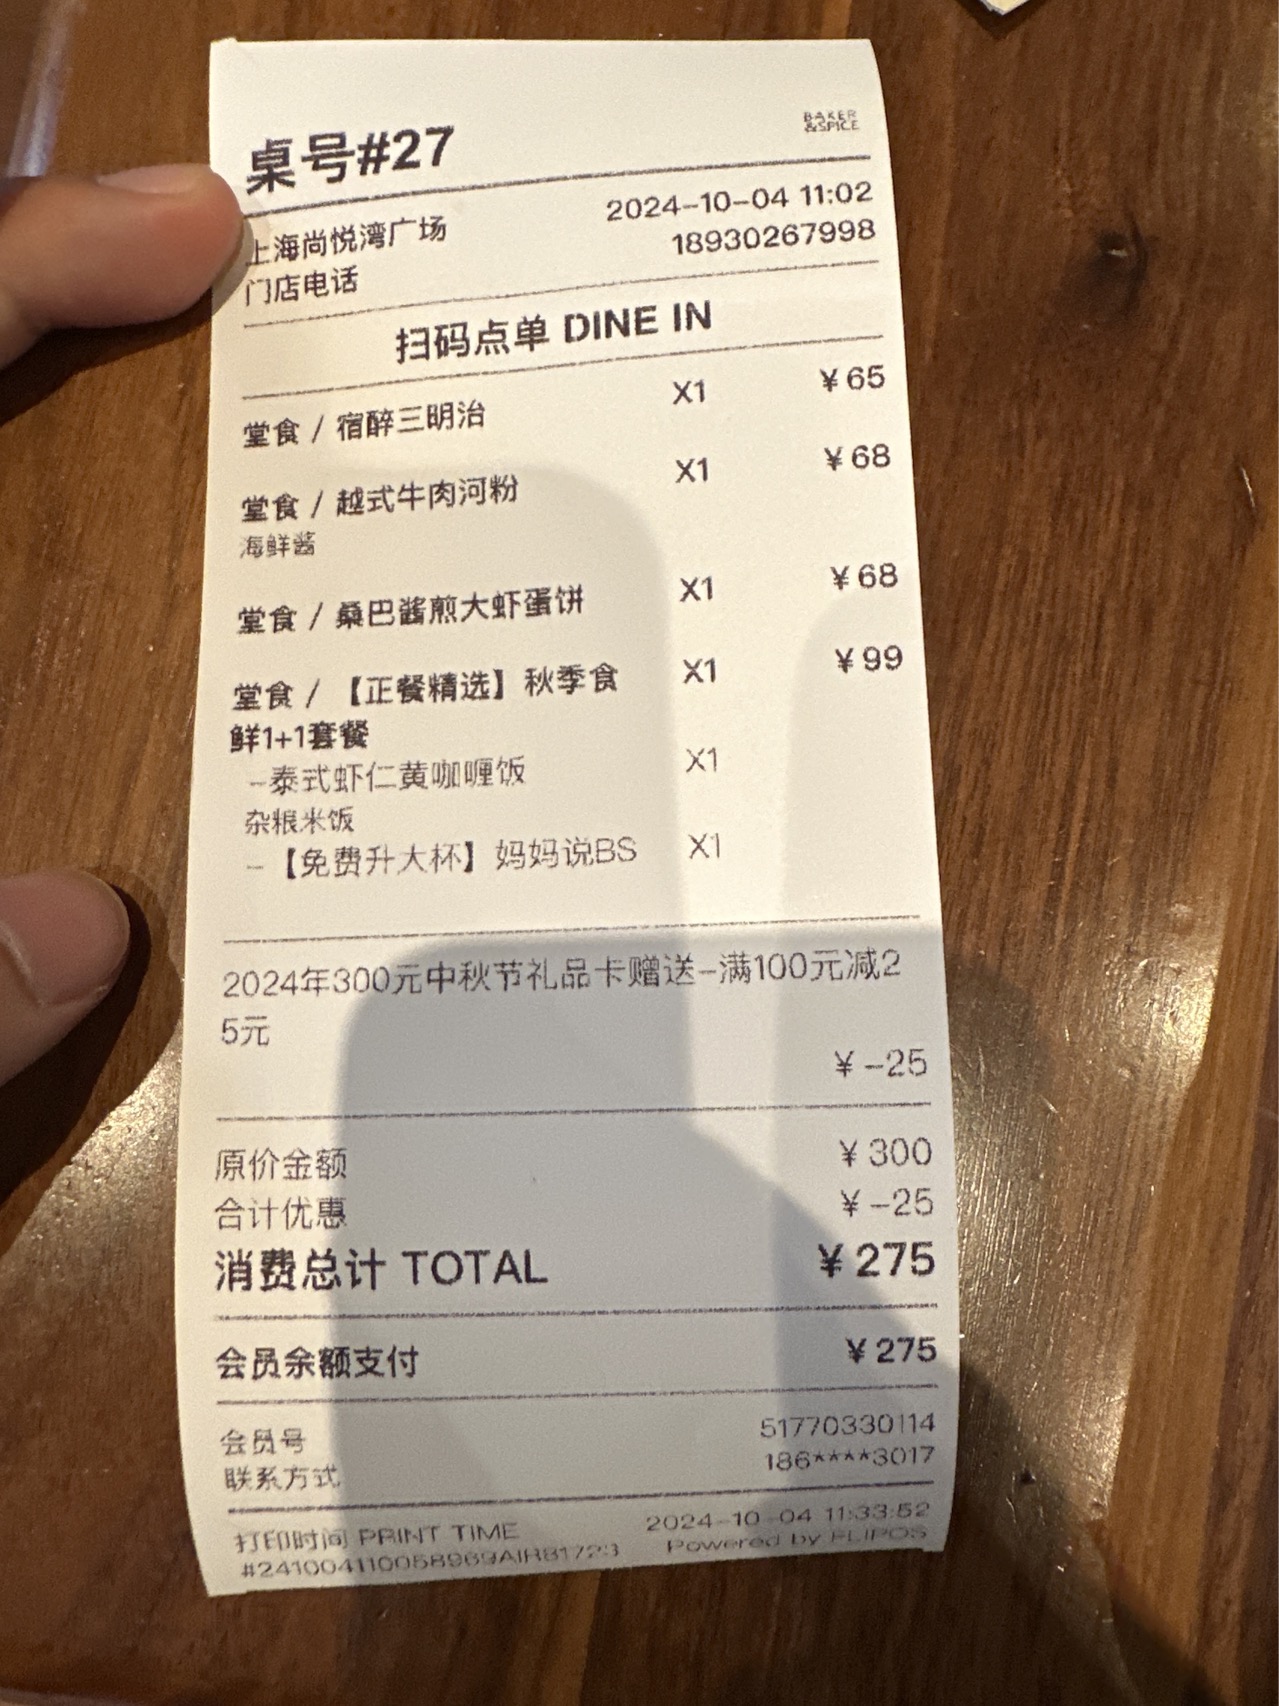 BAKER
&SPICE
桌号#27
上海尚悦湾广场 2024-10-04 11:02
门店电话 18930267998
扫码点单 DINE IN
堂食 / 宿醉三明治 X1 ¥65
堂食 / 越式牛肉河粉 X1 ¥68
海鲜酱
堂食 / 桑巴酱煎大虾蛋饼 X1 ¥68
堂食 / 【正餐精选】秋季食 X1 ¥99
鲜1+1套餐
-泰式虾仁黄咖喱饭 X1
杂粮米饭
-【免费升大杯】妈妈说BS X1
2024年300元中秋节礼品卡赠送-满100元减2
5元
¥-25
原价金额 ¥300
合计优惠 ¥-25
消费总计 TOTAL ¥275
会员余额支付 ¥275
会员号 51770330114
联系方式 186****3017
打印时间 PRINT TIME 2024-10-04 11:33:52
Powered by FLIPOS